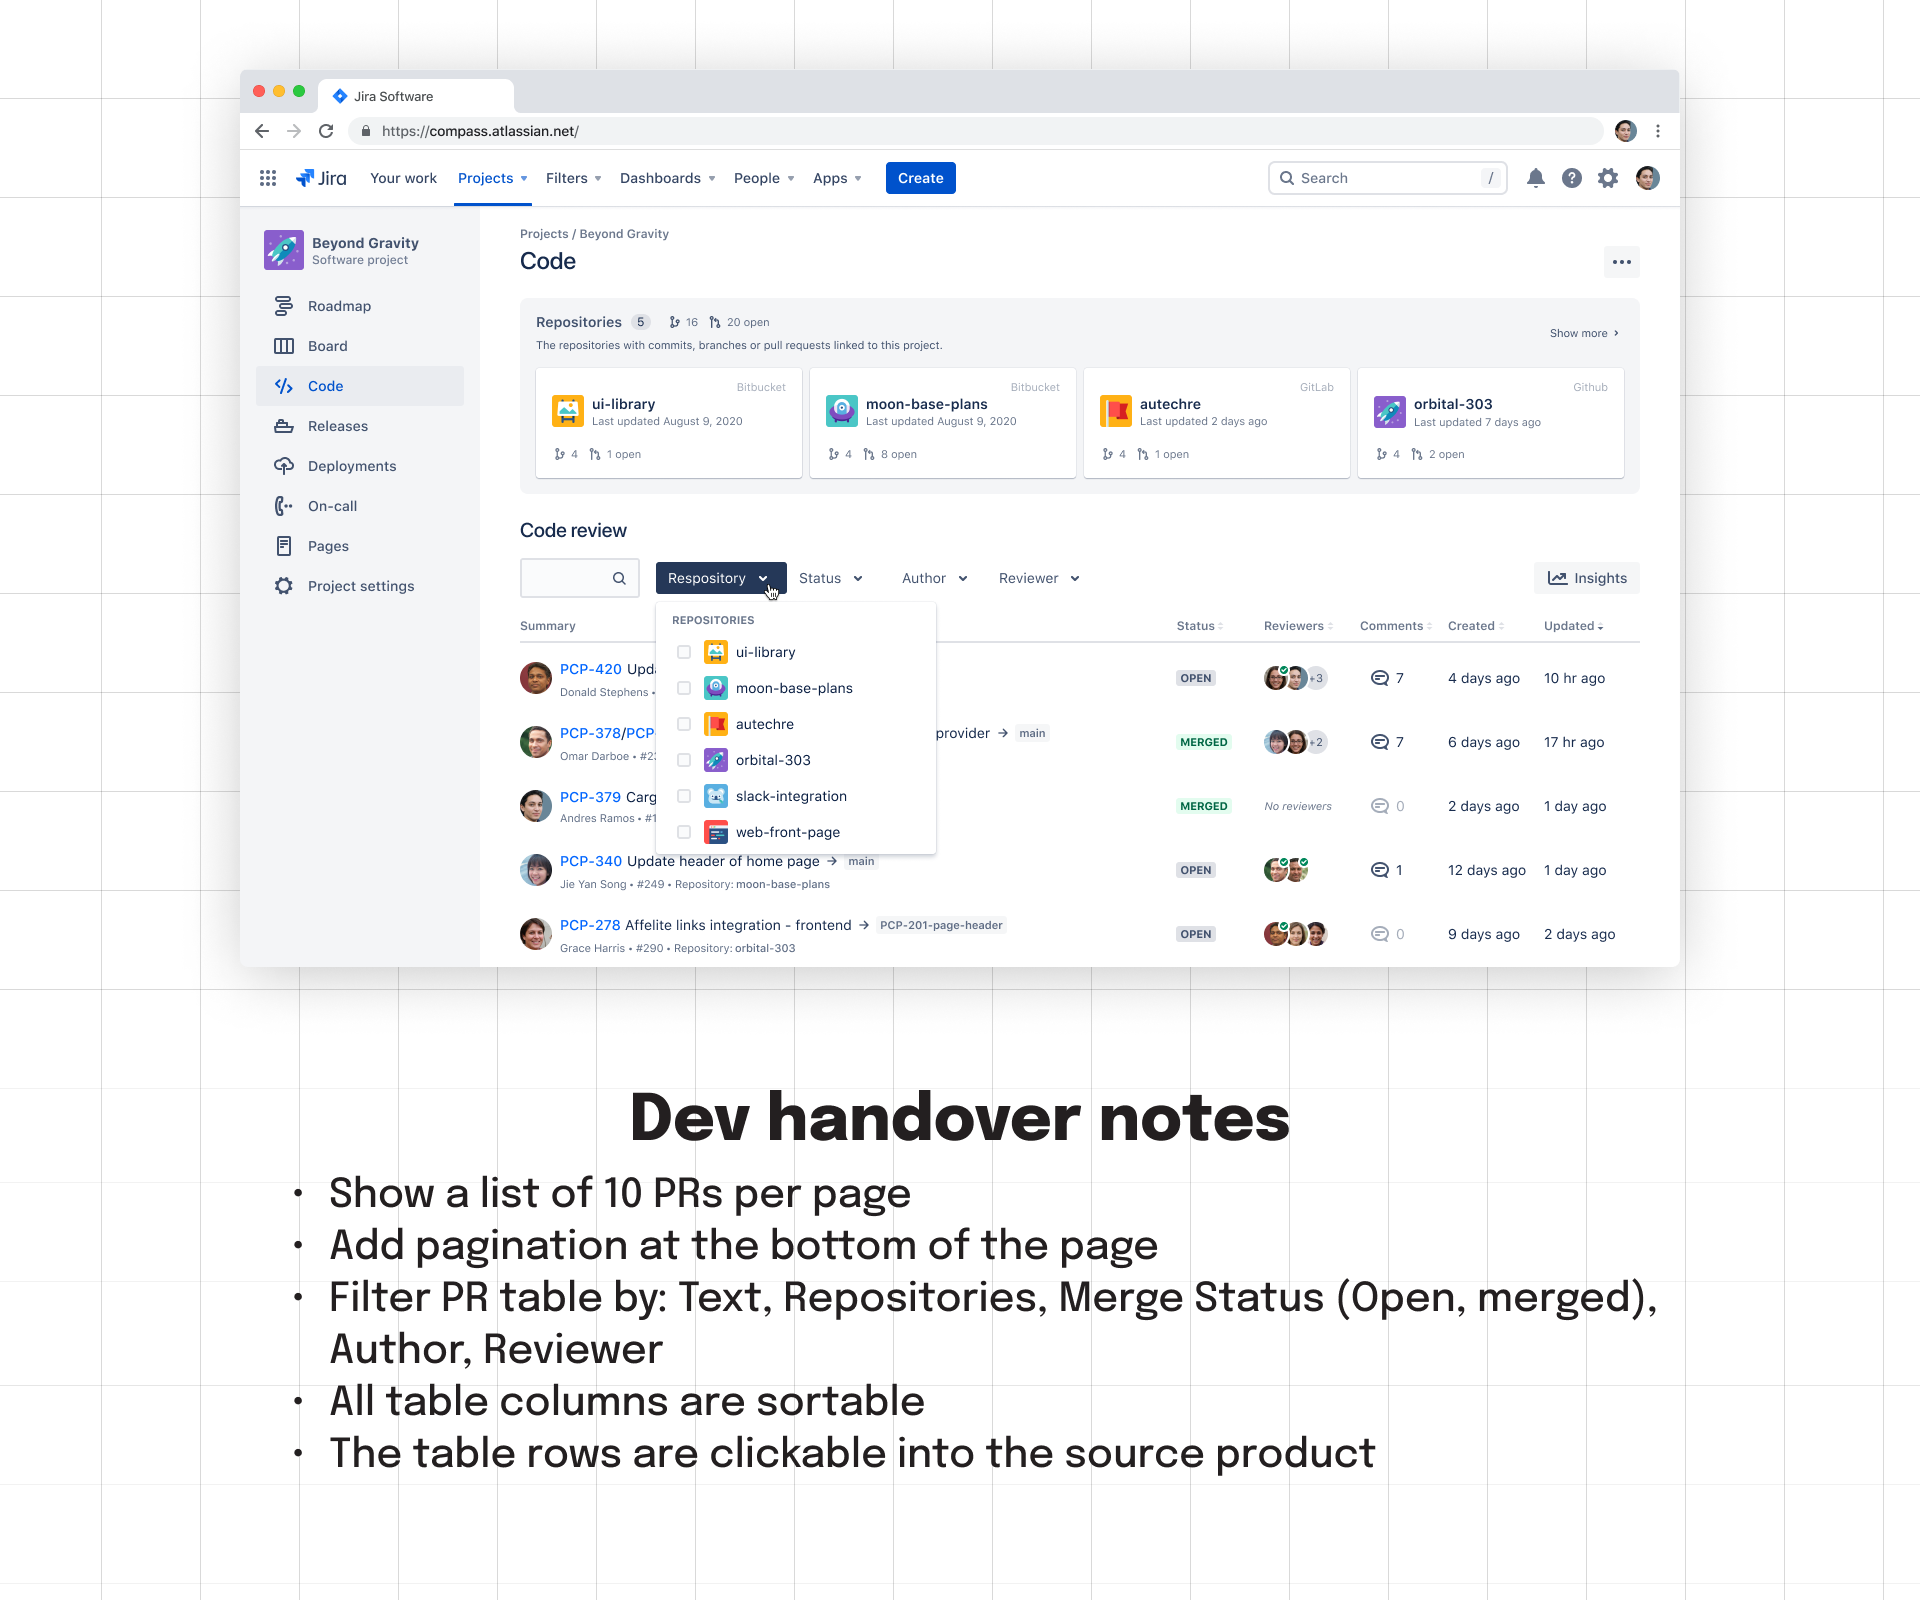 Jira Software
https://compass.atlassian.net/
Jira Your work Projects Filters Dashboards People Apps Create Search /
Beyond Gravity
Software project
Roadmap
Board
Code
Releases
Deployments
On-call
Pages
Project settings
Projects / Beyond Gravity
Code
Repositories 5 16 20 open
The repositories with commits, branches or pull requests linked to this project.
Show more
Bitbucket
ui-library
Last updated August 9, 2020
4 1 open
Bitbucket
moon-base-plans
Last updated August 9, 2020
4 8 open
GitLab
autechre
Last updated 2 days ago
4 1 open
Github
orbital-303
Last updated 7 days ago
4 2 open
Code review
Respository Status Author Reviewer Insights
REPOSITORIES
ui-library
moon-base-plans
autechre
orbital-303
slack-integration
web-front-page
Summary Status Reviewers Comments Created Updated
PCP-420 Upda OPEN +3 7 4 days ago 10 hr ago
Donald Stephens •
PCP-378/PCP- provider → main MERGED +2 7 6 days ago 17 hr ago
Omar Darboe • #23
PCP-379 Carg MERGED No reviewers 0 2 days ago 1 day ago
Andres Ramos • #1
PCP-340 Update header of home page → main OPEN 1 12 days ago 1 day ago
Jie Yan Song • #249 • Repository: moon-base-plans
PCP-278 Affelite links integration - frontend → PCP-201-page-header OPEN 0 9 days ago 2 days ago
Grace Harris • #290 • Repository: orbital-303
Dev handover notes
• Show a list of 10 PRs per page
• Add pagination at the bottom of the page
• Filter PR table by: Text, Repositories, Merge Status (Open, merged),
Author, Reviewer
• All table columns are sortable
• The table rows are clickable into the source product